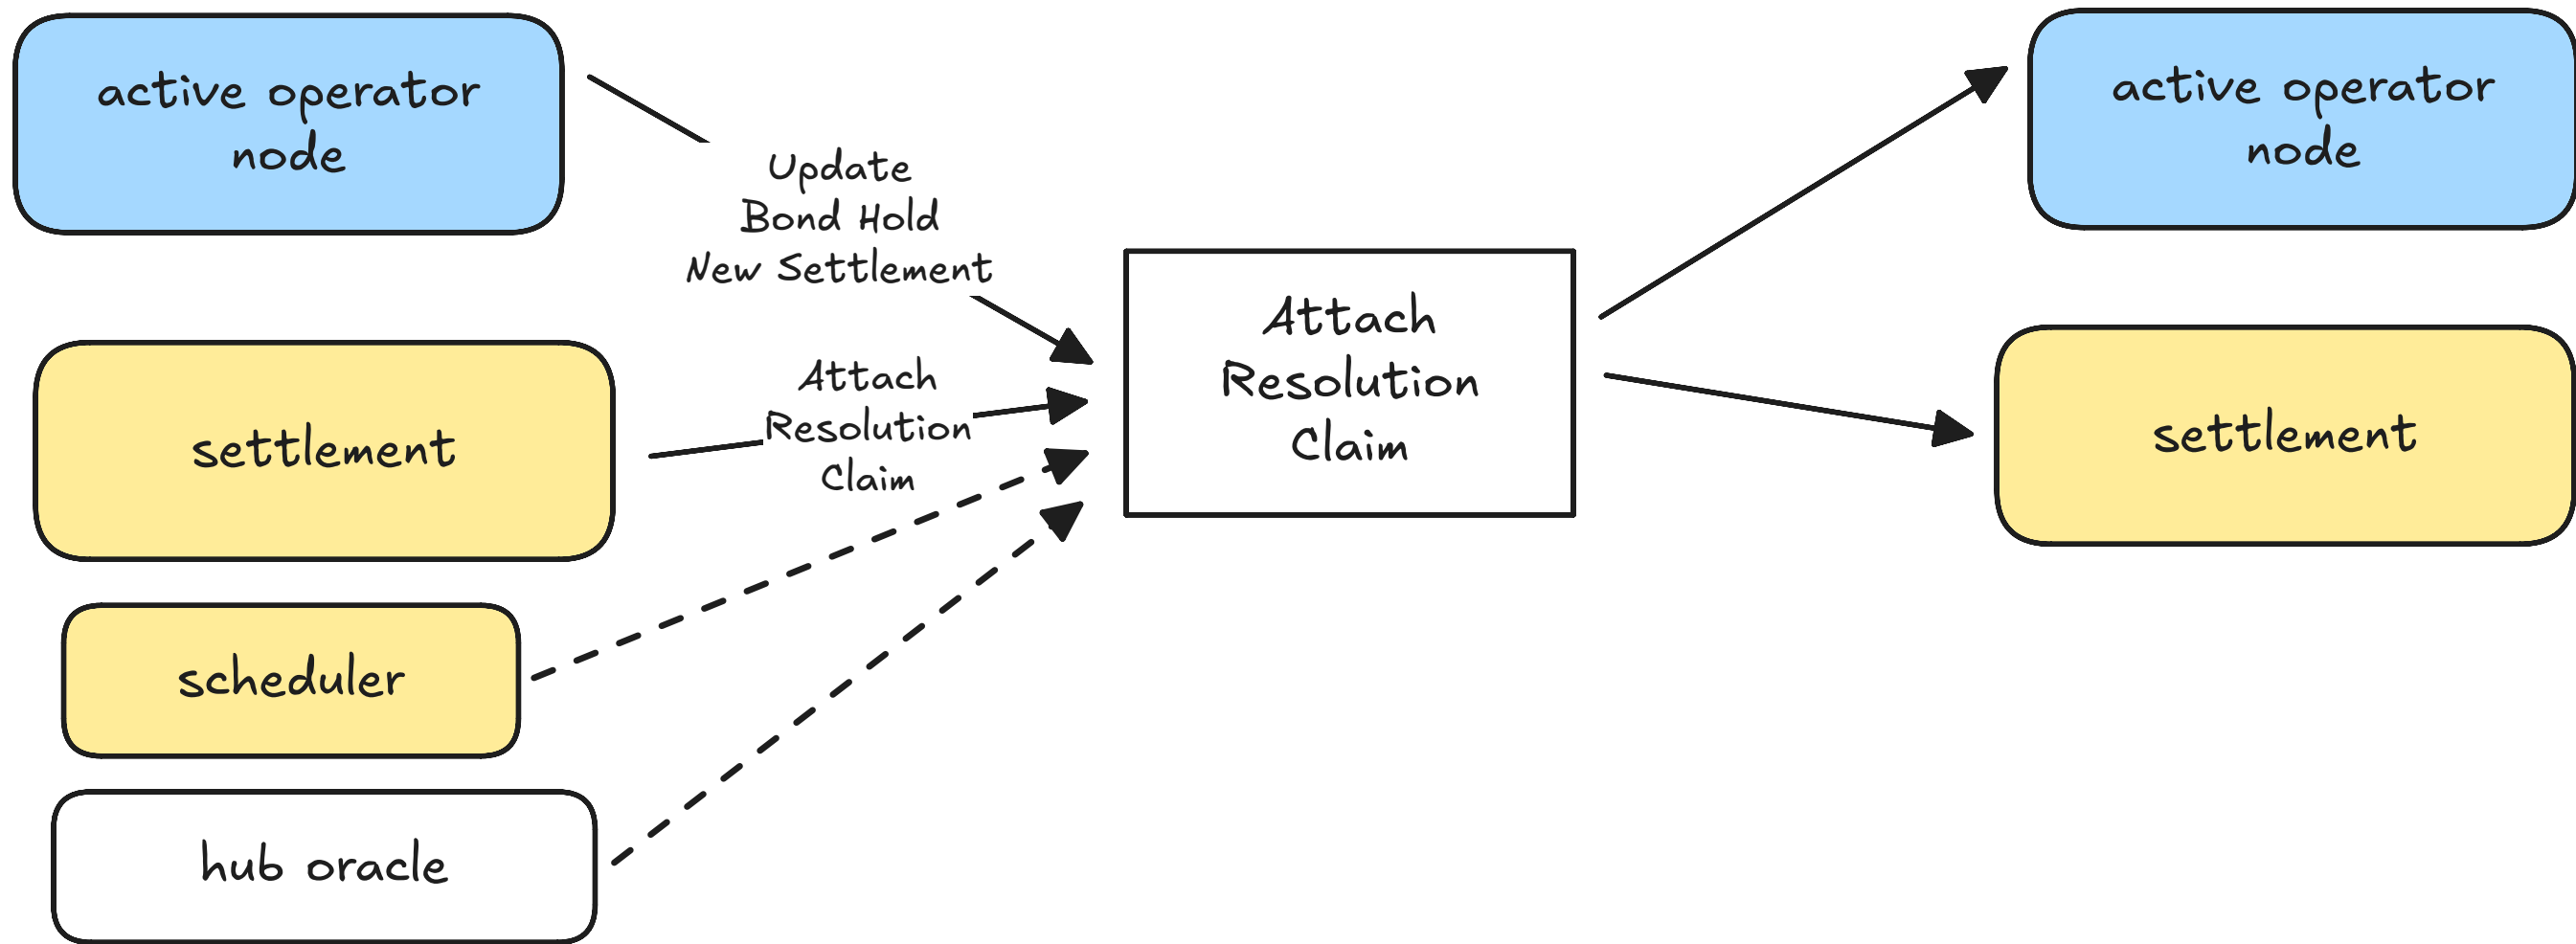 active operator
node
Update
Bond Hold
New Settlement
settlement
Attach
Resolution
Claim
scheduler
hub oracle
Attach
Resolution
Claim
active operator
node
settlement